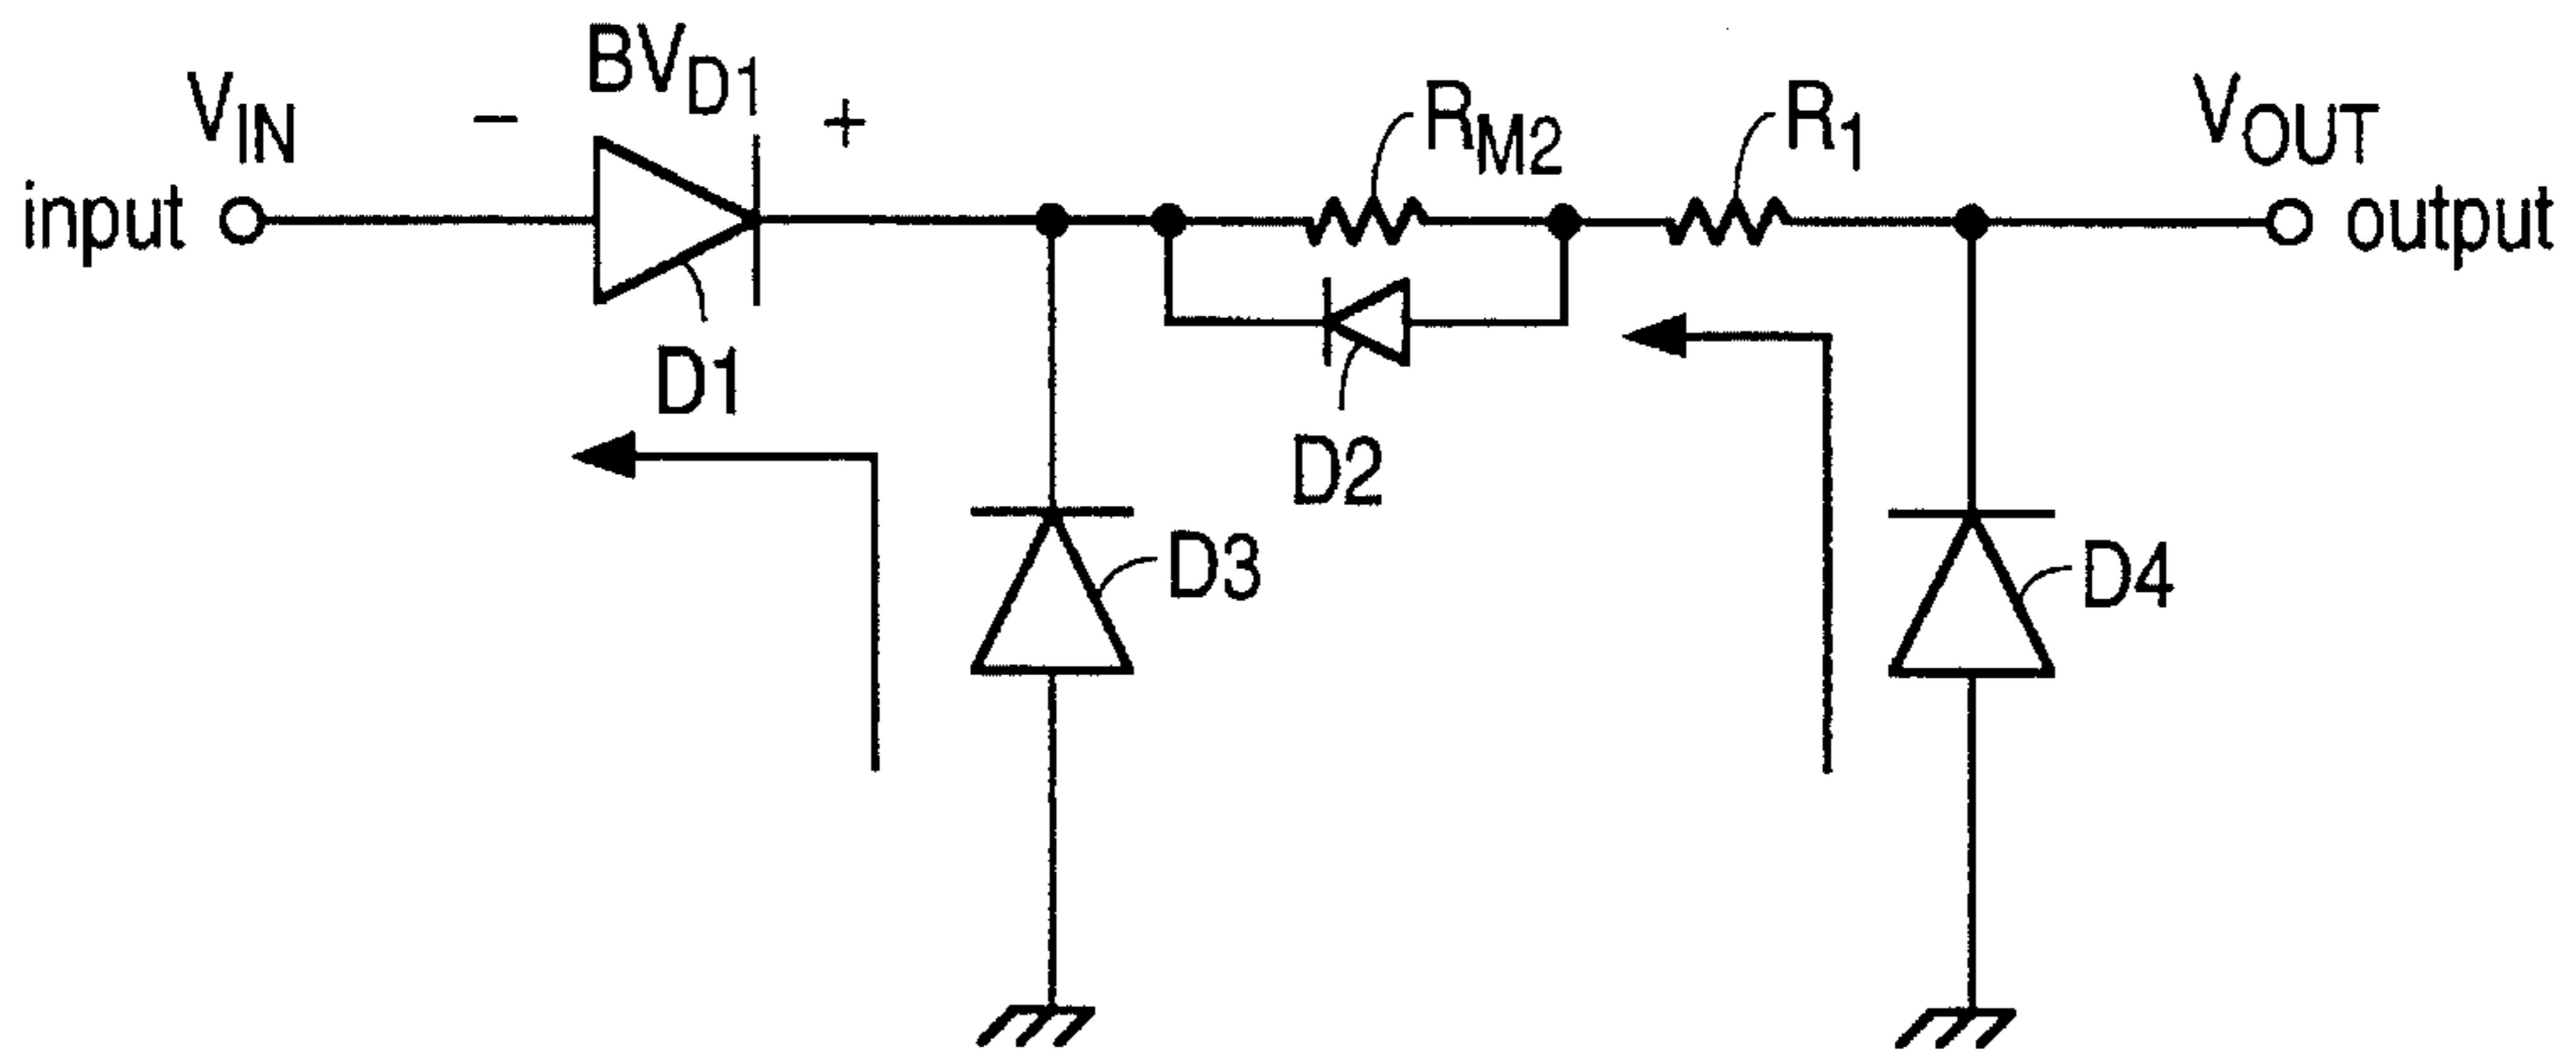 V_IN
input
− BV_D1 +
D1
R_M2
R_1
V_OUT
output
D2
D3
D4